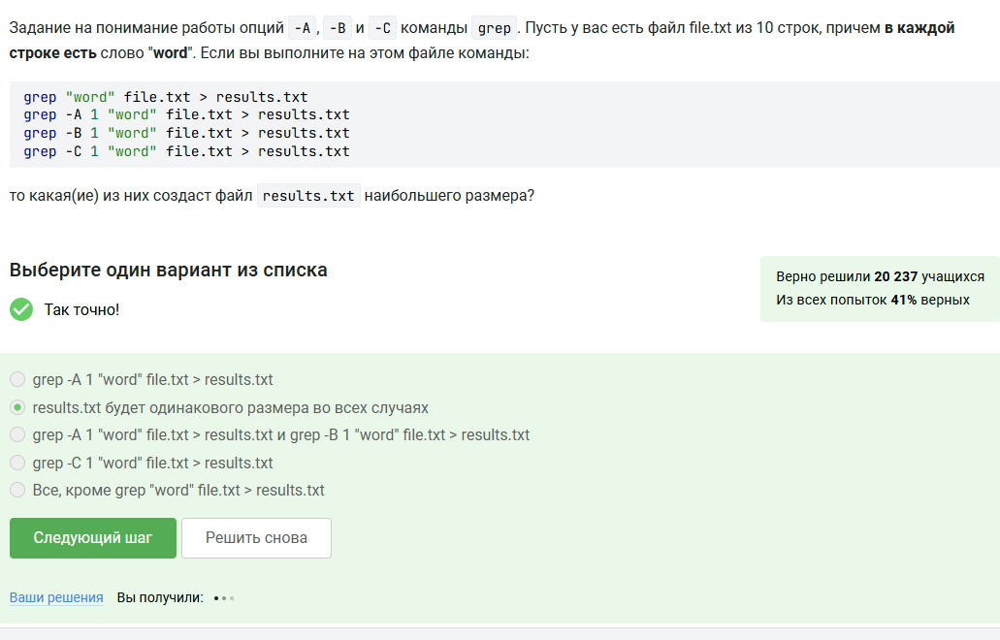 Задание на понимание работы опций -A, -B и -C команды grep. Пусть у вас есть файл file.txt из 10 строк, причем в каждой
строке есть слово "word". Если вы выполните на этом файле команды:
grep "word" file.txt > results.txt
grep -A 1 "word" file.txt > results.txt
grep -B 1 "word" file.txt > results.txt
grep -C 1 "word" file.txt > results.txt
то какая(ие) из них создаст файл results.txt наибольшего размера?
Выберите один вариант из списка
Так точно!
Верно решили 20 237 учащихся
Из всех попыток 41% верных
grep -A 1 "word" file.txt > results.txt
results.txt будет одинакового размера во всех случаях
grep -A 1 "word" file.txt > results.txt и grep -B 1 "word" file.txt > results.txt
grep -C 1 "word" file.txt > results.txt
Все, кроме grep "word" file.txt > results.txt
Следующий шаг
Решить снова
Ваши решения Вы получили: